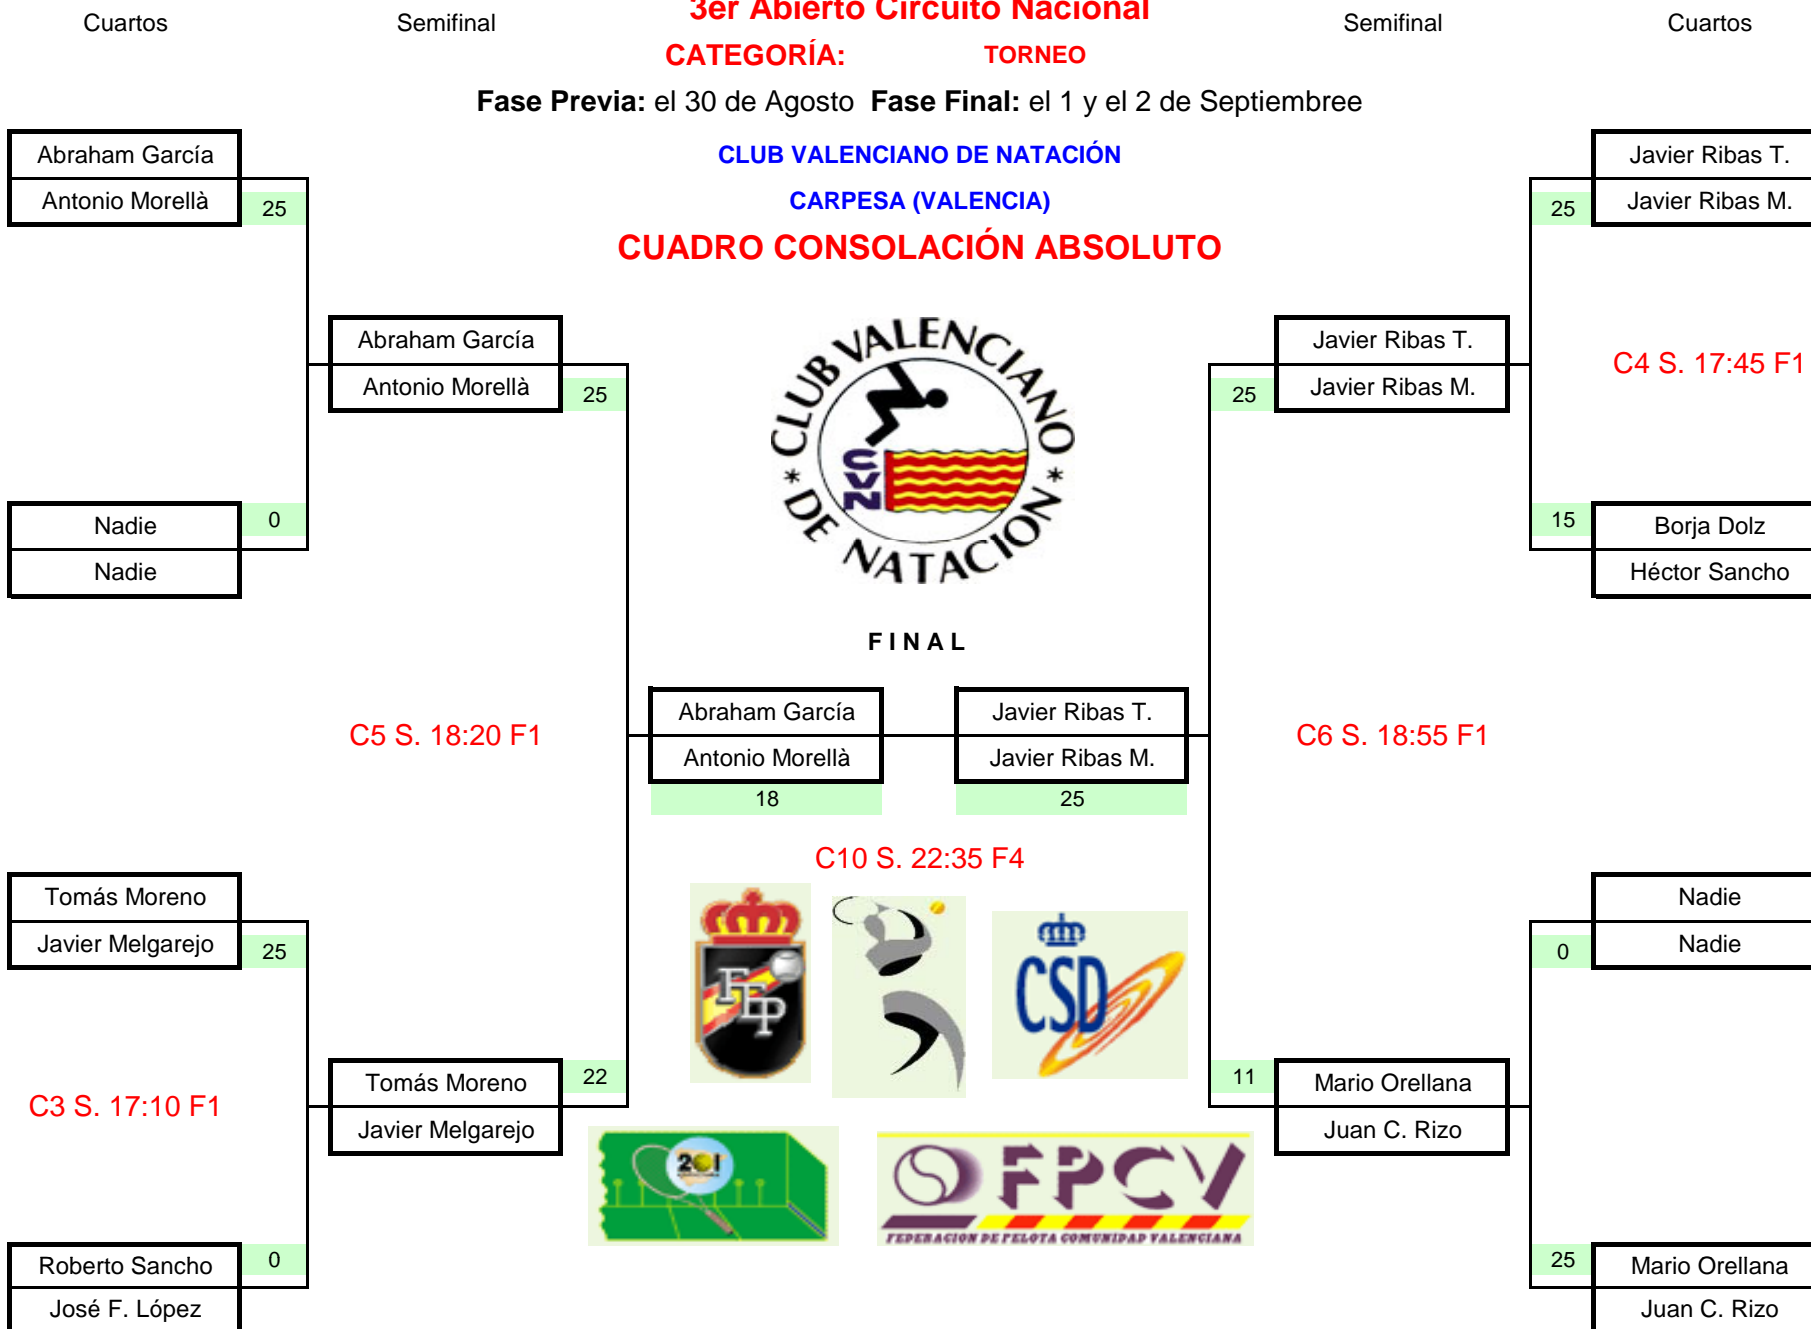 3er Abierto Circuito Nacional
Cuartos Semifinal Semifinal Cuartos
CATEGORÍA: TORNEO
Fase Previa: el 30 de Agosto Fase Final: el 1 y el 2 de Septiembree
Abraham García CLUB VALENCIANO DE NATACIÓN Javier Ribas T.
Antonio Morellà 25 CARPESA (VALENCIA) 25 Javier Ribas M.
CUADRO CONSOLACIÓN ABSOLUTO
Abraham García Javier Ribas T.
C4 S. 17:45 F1
Antonio Morellà 25 25 Javier Ribas M.
CLUB VALENCIANO * DE NATACION *
CVN
Nadie 0 15 Borja Dolz
Nadie Héctor Sancho
FINAL
Abraham García Javier Ribas T.
C5 S. 18:20 F1 C6 S. 18:55 F1
Antonio Morellà Javier Ribas M.
18 25
C10 S. 22:35 F4
Tomás Moreno Nadie
Javier Melgarejo 25 0 Nadie
FEP
CSD
Tomás Moreno 22 11 Mario Orellana
C3 S. 17:10 F1
Javier Melgarejo Juan C. Rizo
201
FPCV
FEDERACION DE PELOTA COMUNIDAD VALENCIANA
Roberto Sancho 0 25 Mario Orellana
José F. López Juan C. Rizo